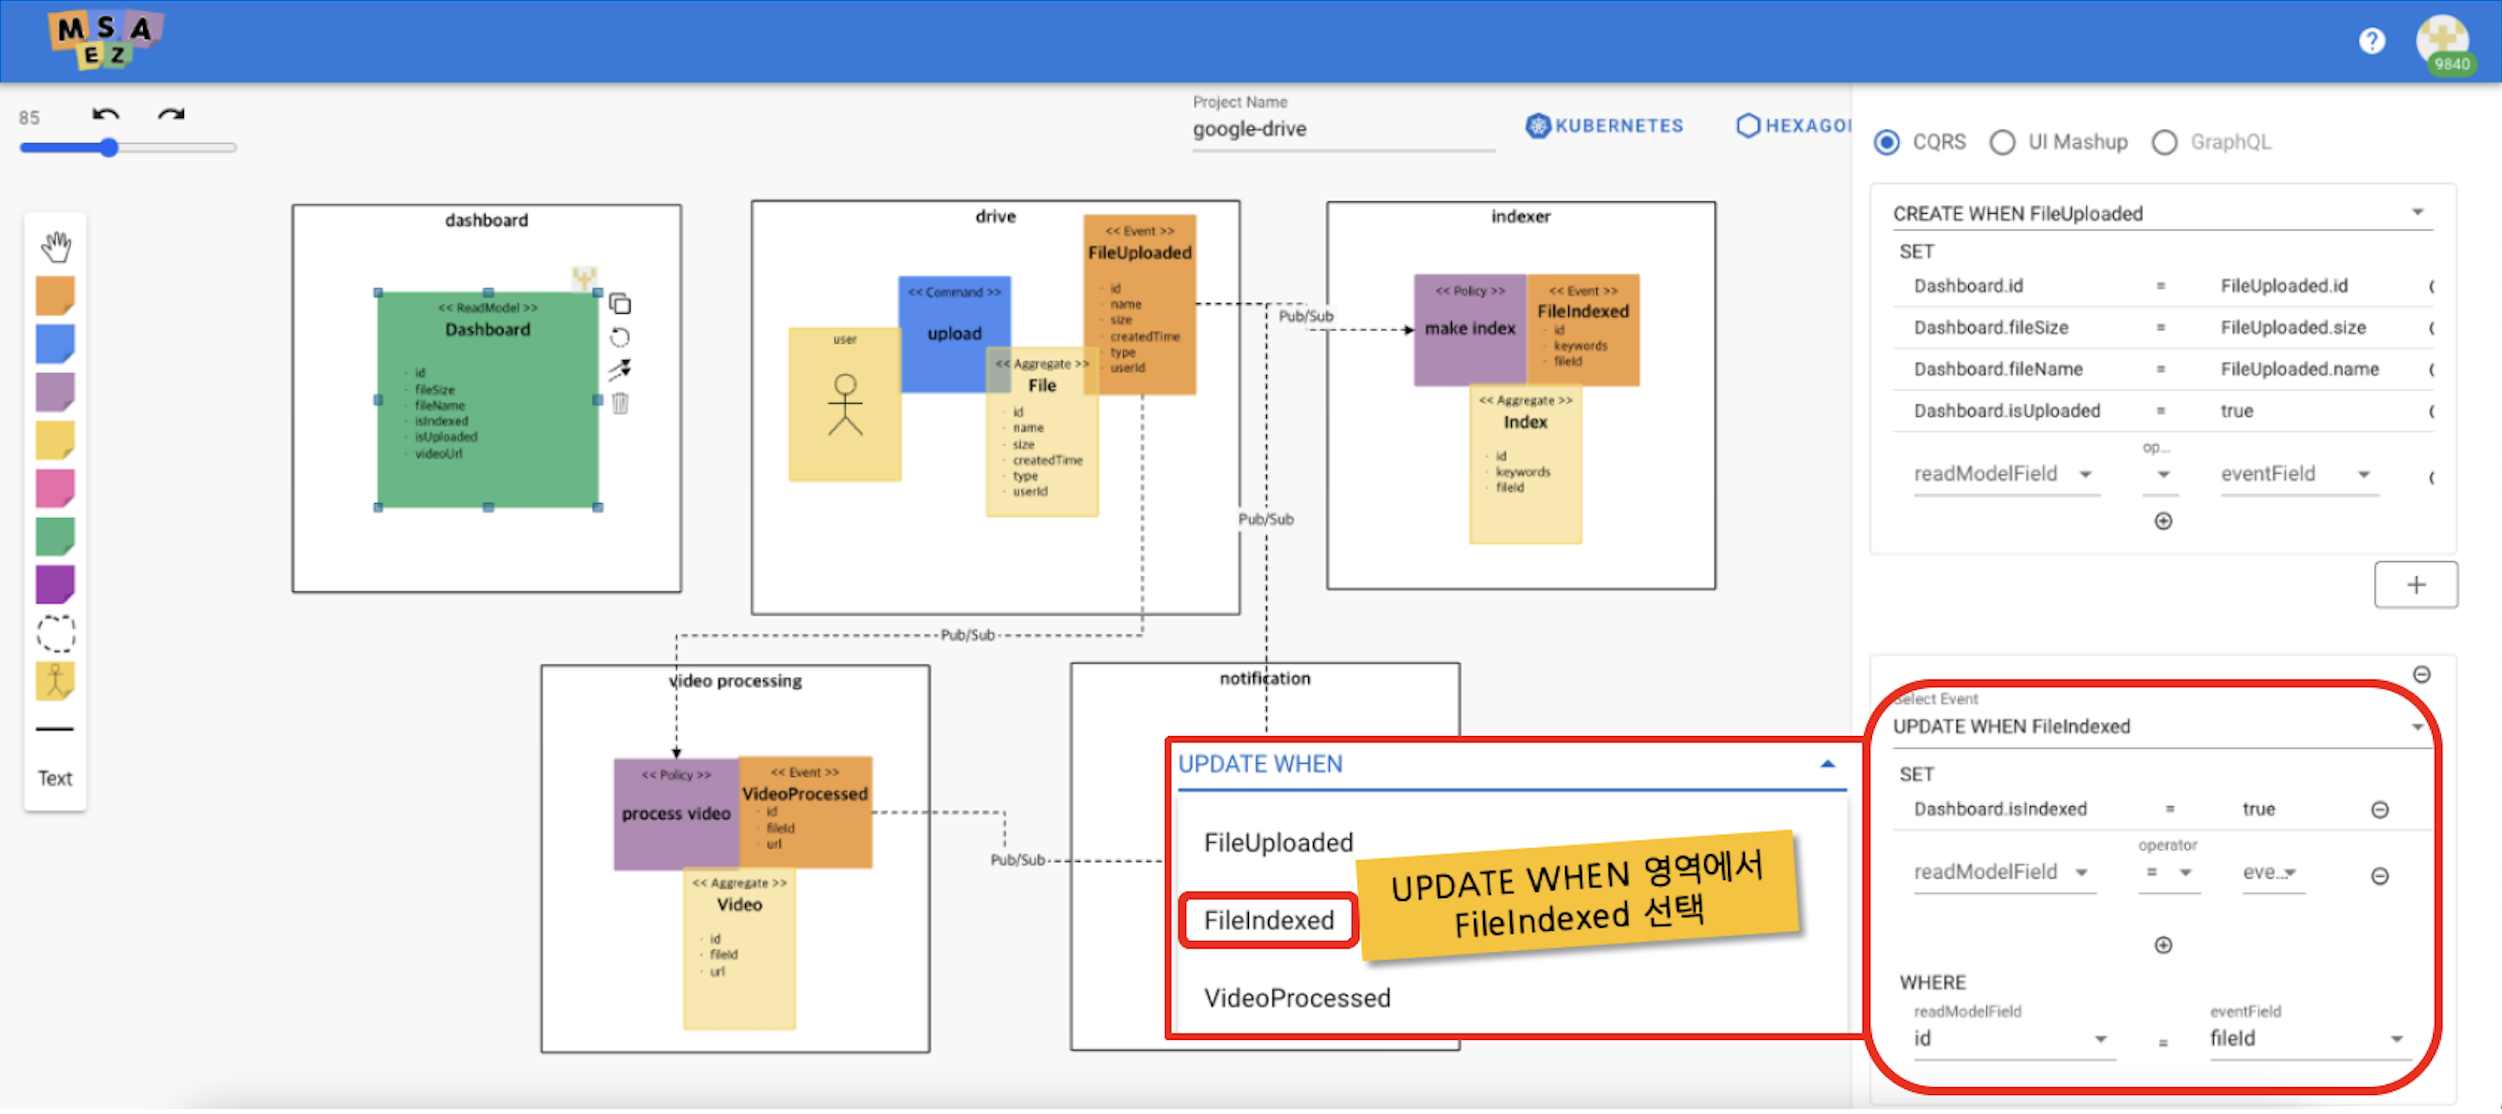 M S A
E Z
9840
85
Project Name
google-drive
KUBERNETES
HEXAGO
CQRS
UI Mashup
GraphQL
dashboard
<< ReadModel >>
Dashboard
· id
· fileSize
· fileName
· isIndexed
· isUploaded
· videoUrl
drive
user
<< Command >>
upload
<< Event >>
FileUploaded
· id
· name
· size
· createdTime
· type
· userId
<< Aggregate >>
File
· id
· name
· size
· createdTime
· type
· userId
Pub/Sub
Pub/Sub
Pub/Sub
indexer
<< Policy >>
make index
<< Event >>
FileIndexed
· id
· keywords
· fileId
<< Aggregate >>
Index
· id
· keywords
· fileId
video processing
<< Policy >>
process video
<< Event >>
VideoProcessed
· id
· fileId
· url
<< Aggregate >>
Video
· id
· fileId
· url
Pub/Sub
notification
Text
UPDATE WHEN
FileUploaded
FileIndexed
VideoProcessed
UPDATE WHEN 영역에서
FileIndexed 선택
CREATE WHEN FileUploaded
SET
Dashboard.id = FileUploaded.id
Dashboard.fileSize = FileUploaded.size
Dashboard.fileName = FileUploaded.name
Dashboard.isUploaded = true
op...
readModelField eventField
+
Select Event
UPDATE WHEN FileIndexed
SET
Dashboard.isIndexed = true
operator
readModelField = eve...
WHERE
readModelField eventField
id = fileId